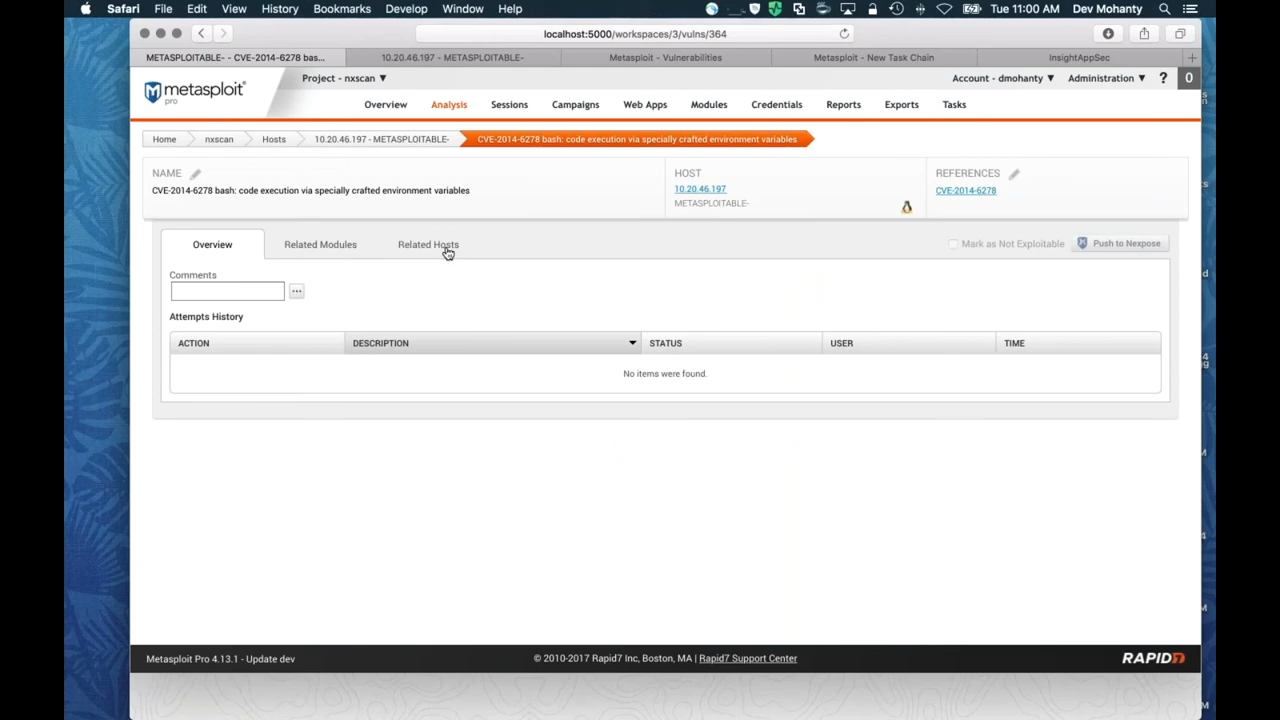 Safari File Edit View History Bookmarks Develop Window Help Tue 11:00 AM Dev Mohanty
localhost:5000/workspaces/3/vulns/364
METASPLOITABLE- - CVE-2014-6278 bas... 10.20.46.197 - METASPLOITABLE- Metasploit - Vulnerabilities Metasploit - New Task Chain InsightAppSec +
metasploit
pro
Project - nxscan ▼ Account - dmohanty ▼ Administration ▼ ? 0
Overview Analysis Sessions Campaigns Web Apps Modules Credentials Reports Exports Tasks
Home nxscan Hosts 10.20.46.197 - METASPLOITABLE- CVE-2014-6278 bash: code execution via specially crafted environment variables
NAME HOST REFERENCES
CVE-2014-6278 bash: code execution via specially crafted environment variables 10.20.46.197 CVE-2014-6278
METASPLOITABLE-
Overview Related Modules Related Hosts Mark as Not Exploitable Push to Nexpose
Comments
...
Attempts History
ACTION DESCRIPTION STATUS USER TIME
No items were found.
Metasploit Pro 4.13.1 - Update dev © 2010-2017 Rapid7 Inc, Boston, MA | Rapid7 Support Center RAPID7